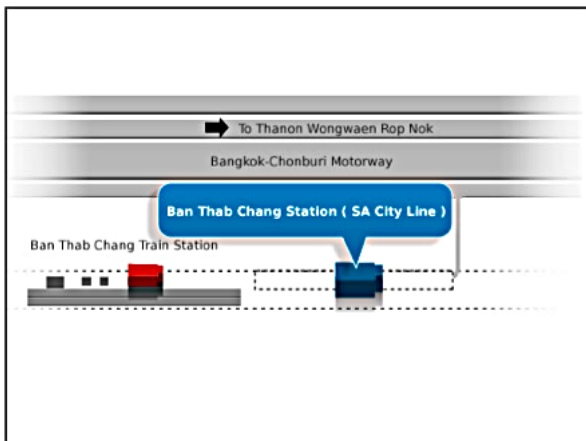 To Thanon Wongwaen Rop Nok
Bangkok-Chonburi Motorway
Ban Thab Chang Station ( SA City Line )
Ban Thab Chang Train Station